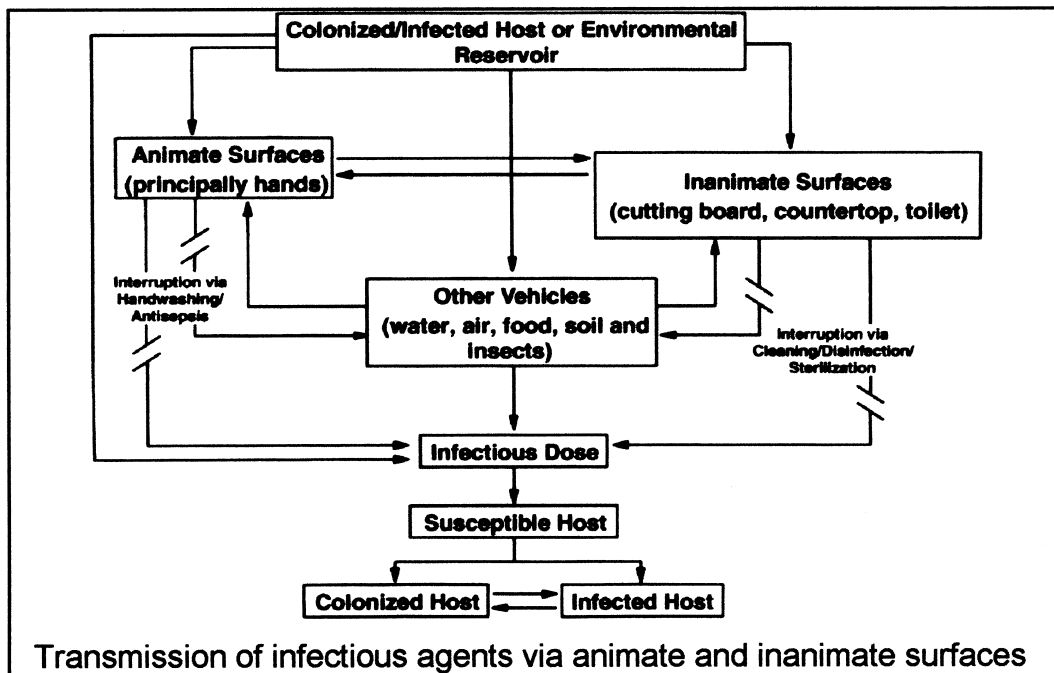 Colonized/Infected Host or Environmental
Reservoir
Animate Surfaces
(principally hands)
Inanimate Surfaces
(cutting board, countertop, toilet)
Interruption via
Handwashing/
Antisepsis
Other Vehicles
(water, air, food, soil and
insects)
Interruption via
Cleaning/Disinfection/
Sterilization
Infectious Dose
Susceptible Host
Colonized Host
Infected Host
Transmission of infectious agents via animate and inanimate surfaces